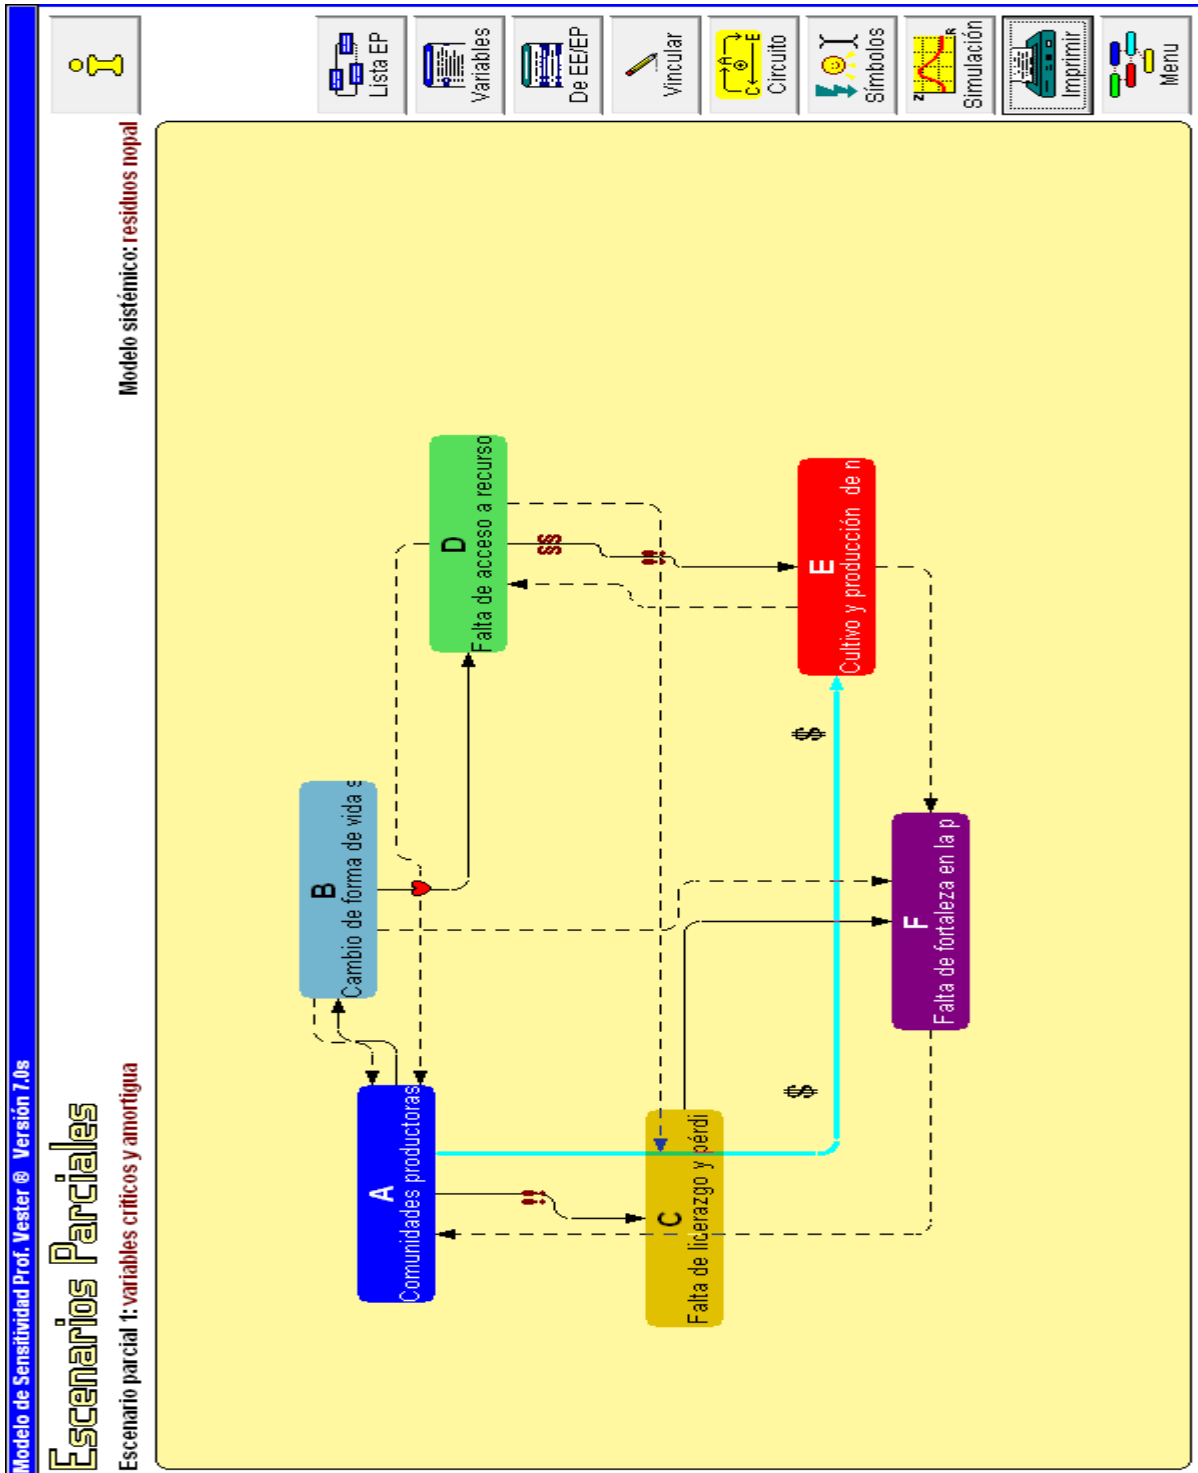 Modelo de Sensitividad Prof. Vester ® Versión 7.0s
Escenarios Parciales
Escenario parcial 1: variables críticos y amortigua
Modelo sistémico: residuos nopal
A
Comunidades productoras
B
Cambio de forma de vida s
C
Falta de liderazgo y pérdi
D
Falta de acceso a recurso
E
Cultivo y producción de n
F
Falta de fortaleza en la p
$
$
§§
!!
!!
i
Lista EP
Variables
De EE/EP
Vincular
A
C
E
Circuito
Símbolos
Z
R
Simulación
Imprimir
Menu